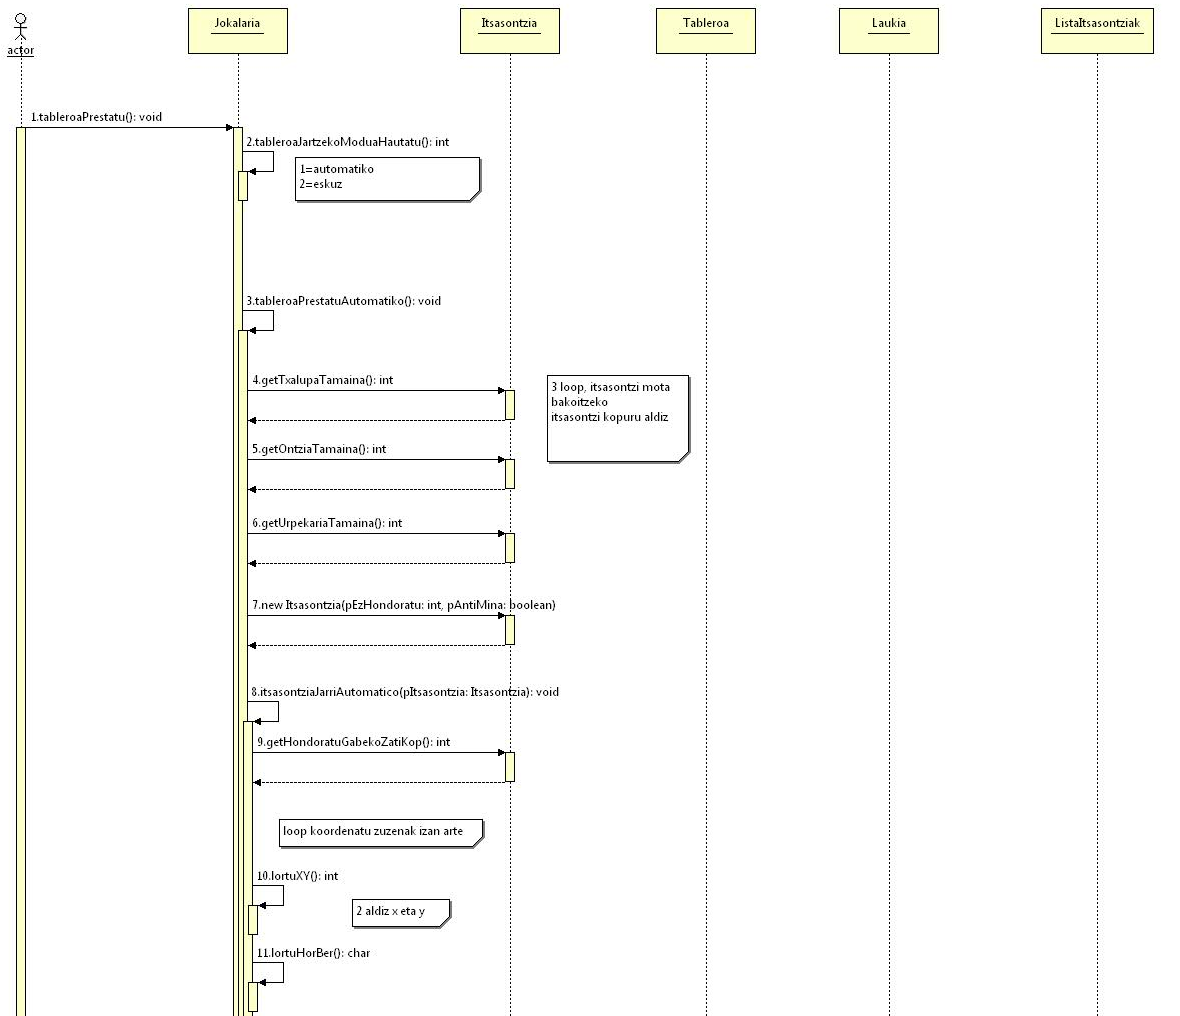 Jokalaria
Itsasontzia
Tableroa
Laukia
ListaItsasontziak
actor
1.tableroaPrestatu(): void
2.tableroaJartzekoModuaHautatu(): int
1=automatiko
2=eskuz
3.tableroaPrestatuAutomatiko(): void
4.getTxalupaTamaina(): int
3 loop, itsasontzi mota
bakoitzeko
itsasontzi kopuru aldiz
5.getOntziaTamaina(): int
6.getUrpekariaTamaina(): int
7.new Itsasontzia(pEzHondoratu: int, pAntiMina: boolean)
8.itsasontziaJarriAutomatico(pItsasontzia: Itsasontzia): void
9.getHondoratuGabekoZatiKop(): int
loop koordenatu zuzenak izan arte
10.lortuXY(): int
2 aldiz x eta y
11.lortuHorBer(): char